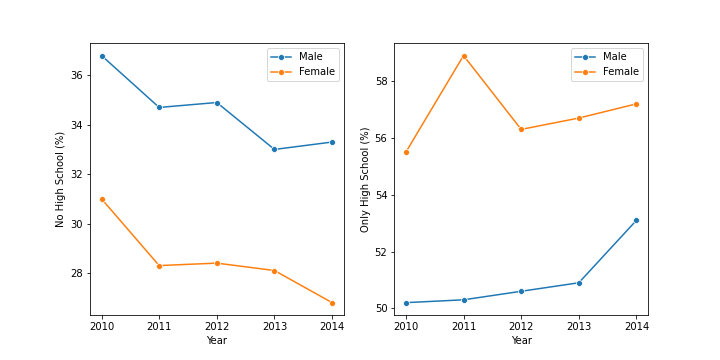 Male
Female
36
34
32
30
28
No High School (%)
2010 2011 2012 2013 2014
Year
Male
Female
58
56
54
52
50
Only High School (%)
2010 2011 2012 2013 2014
Year